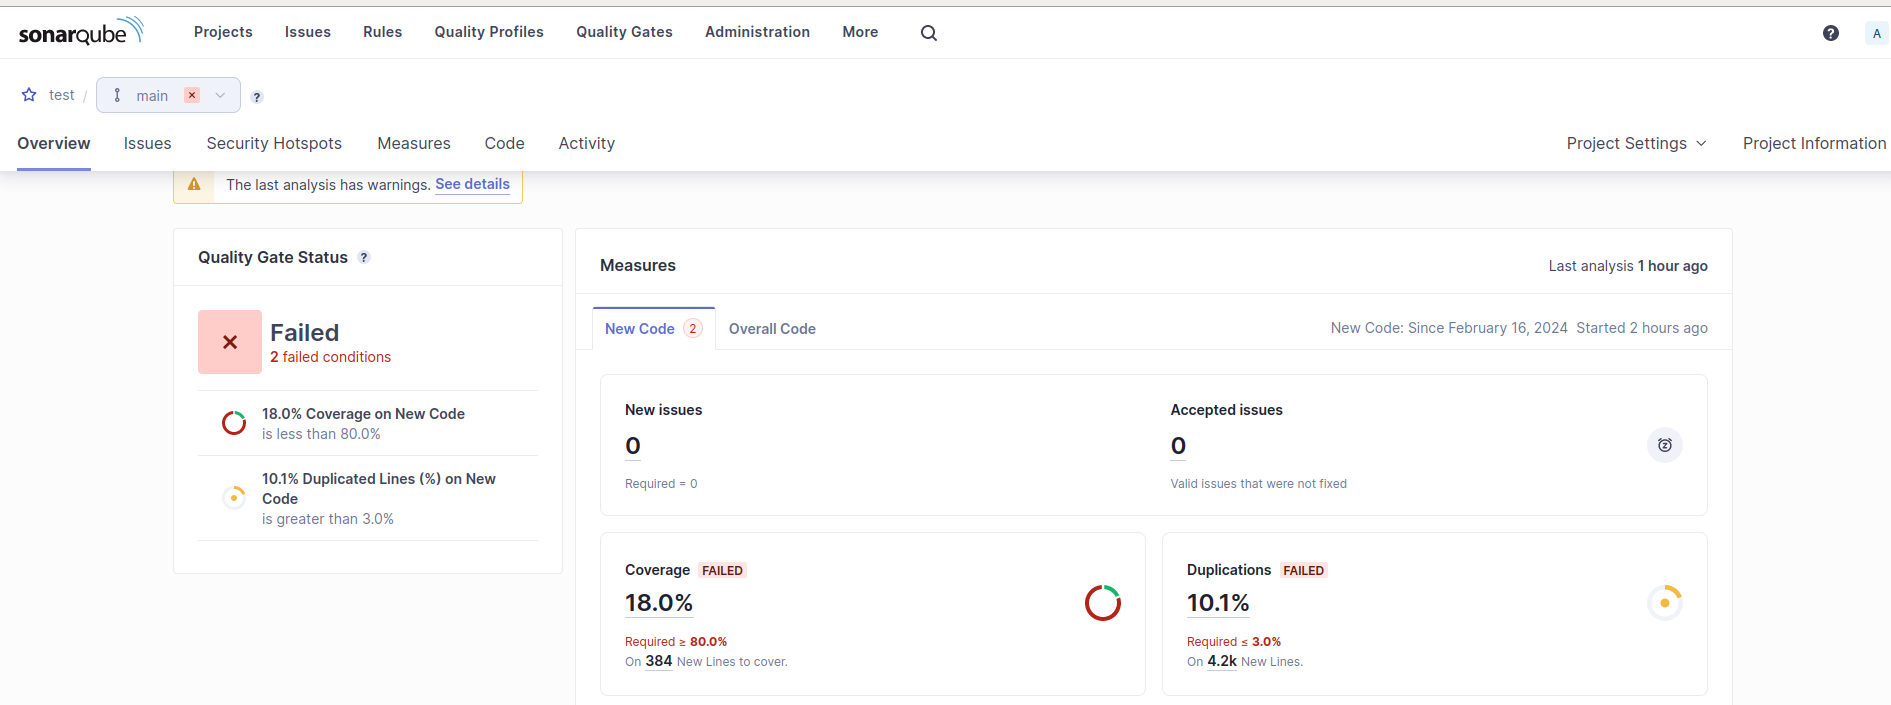 sonarqube Projects Issues Rules Quality Profiles Quality Gates Administration More ? A
test / main ?
Overview Issues Security Hotspots Measures Code Activity Project Settings Project Information
The last analysis has warnings. See details
Quality Gate Status ?
Failed
2 failed conditions
18.0% Coverage on New Code
is less than 80.0%
10.1% Duplicated Lines (%) on New
Code
is greater than 3.0%
Measures Last analysis 1 hour ago
New Code 2 Overall Code New Code: Since February 16, 2024 Started 2 hours ago
New issues
0
Required = 0
Accepted issues
0
Valid issues that were not fixed
Coverage FAILED
18.0%
Required ≥ 80.0%
On 384 New Lines to cover.
Duplications FAILED
10.1%
Required ≤ 3.0%
On 4.2k New Lines.